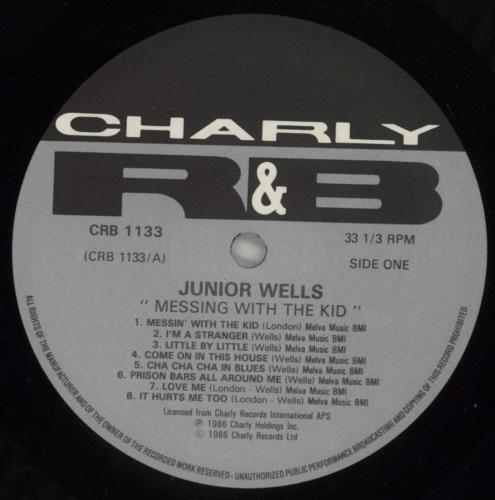 CHARLY
R&B
CRB 1133
(CRB 1133/A)
33 1/3 RPM
SIDE ONE
JUNIOR WELLS
" MESSING WITH THE KID "
1. MESSIN' WITH THE KID (London) Melva Music BMI
2. I'M A STRANGER (Wells) Melva Music BMI
3. LITTLE BY LITTLE (Wells) Melva Music BMI
4. COME ON IN THIS HOUSE (Wells) Melva Music BMI
5. CHA CHA CHA IN BLUES (Wells) Melva Music BMI
6. PRISON BARS ALL AROUND ME (Wells) Melva Music BMI
7. LOVE ME (London - Wells) Melva Music BMI
8. IT HURTS ME TOO (London - Wells) Melva Music BMI
Licensed from Charly Records International APS
℗ 1986 Charly Holdings Inc.
© 1986 Charly Records Ltd
ALL RIGHTS OF THE MANUFACTURER AND OF THE OWNER OF THE RECORDED WORK RESERVED - UNAUTHORIZED PUBLIC PERFORMANCE BROADCASTING AND COPYING OF THIS RECORD PROHIBITED